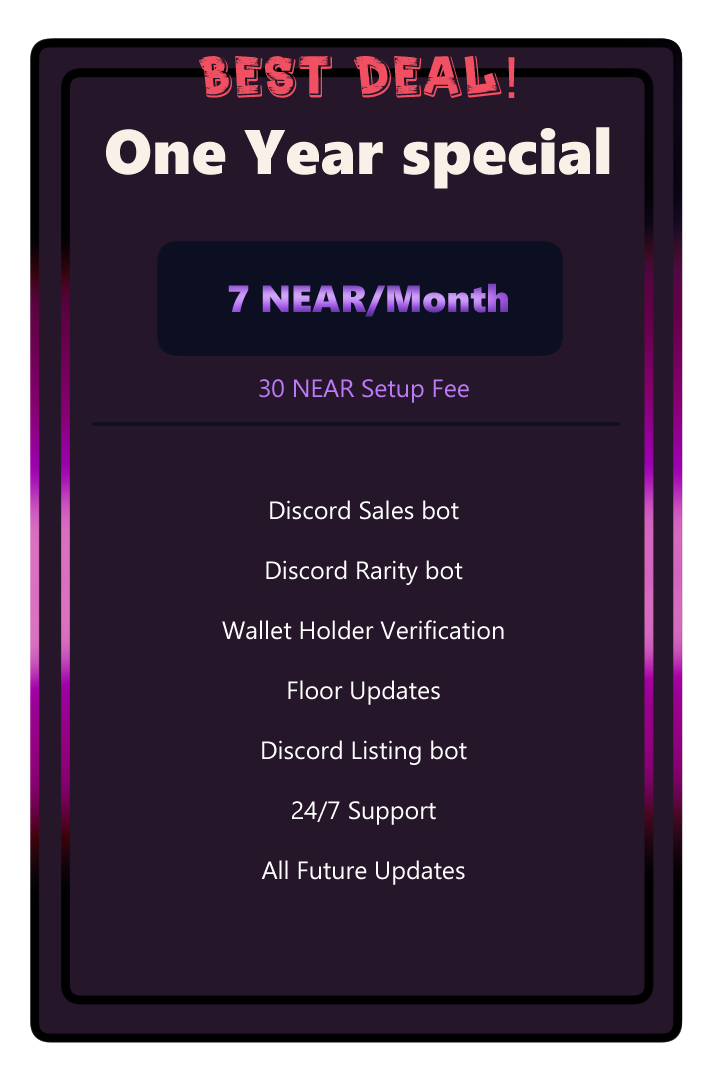 BEST DEAL!
One Year special
7 NEAR/Month
30 NEAR Setup Fee
Discord Sales bot
Discord Rarity bot
Wallet Holder Verification
Floor Updates
Discord Listing bot
24/7 Support
All Future Updates